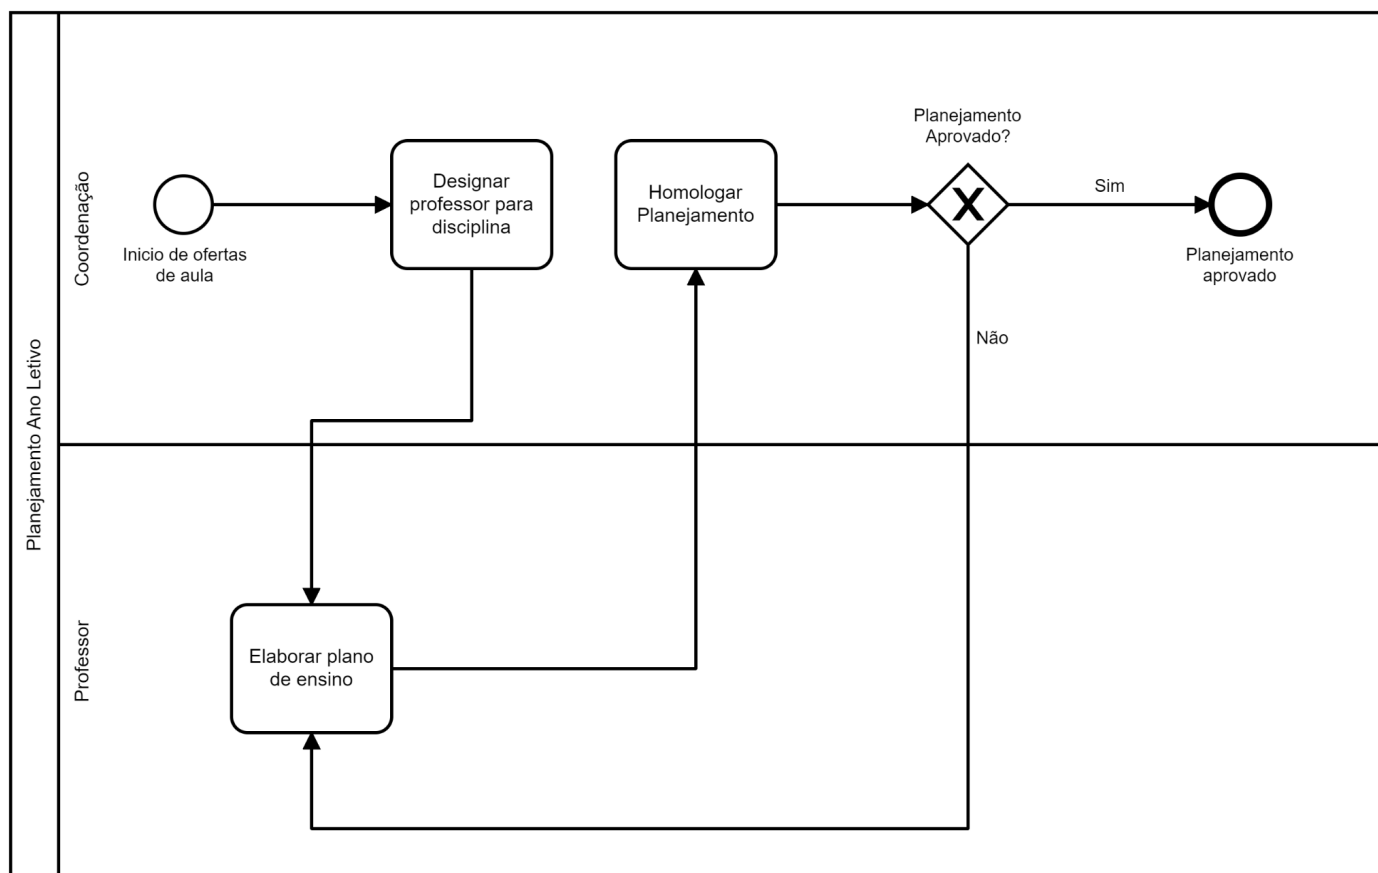 Planejamento Ano Letivo
Coordenação
Inicio de ofertas
de aula
Designar
professor para
disciplina
Homologar
Planejamento
Planejamento
Aprovado?
Sim
Planejamento
aprovado
Não
Professor
Elaborar plano
de ensino